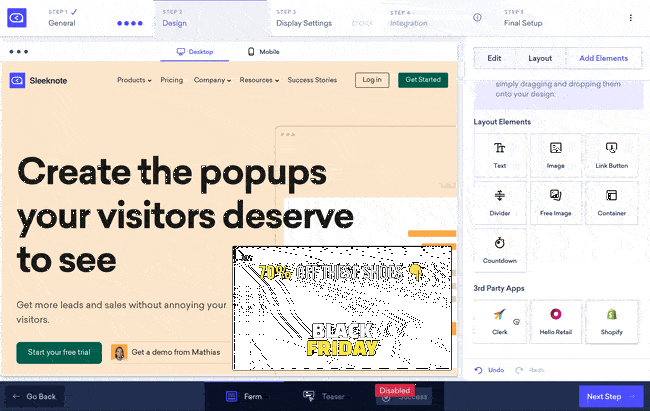 STEP 1
General
STEP 2
Design
STEP 3
Display Settings
STEP 4
Integration
STEP 5
Final Setup
Desktop
Mobile
Sleeknote
Products
Pricing
Company
Resources
Success Stories
Log in
Get Started
Create the popups
your visitors deserve
to see
Get more leads and sales without annoying your
visitors.
Start your free trial
Get a demo from Mathias
70% OFF
BLACK
FRIDAY
Edit
Layout
Add Elements
simply dragging and dropping them
onto your design.
Layout Elements
Text
Image
Link Button
Divider
Free Image
Container
Countdown
3rd Party Apps
Clerk
Hello Retail
Shopify
Undo
Redo
Go Back
Form
Teaser
Disabled
Success
Next Step